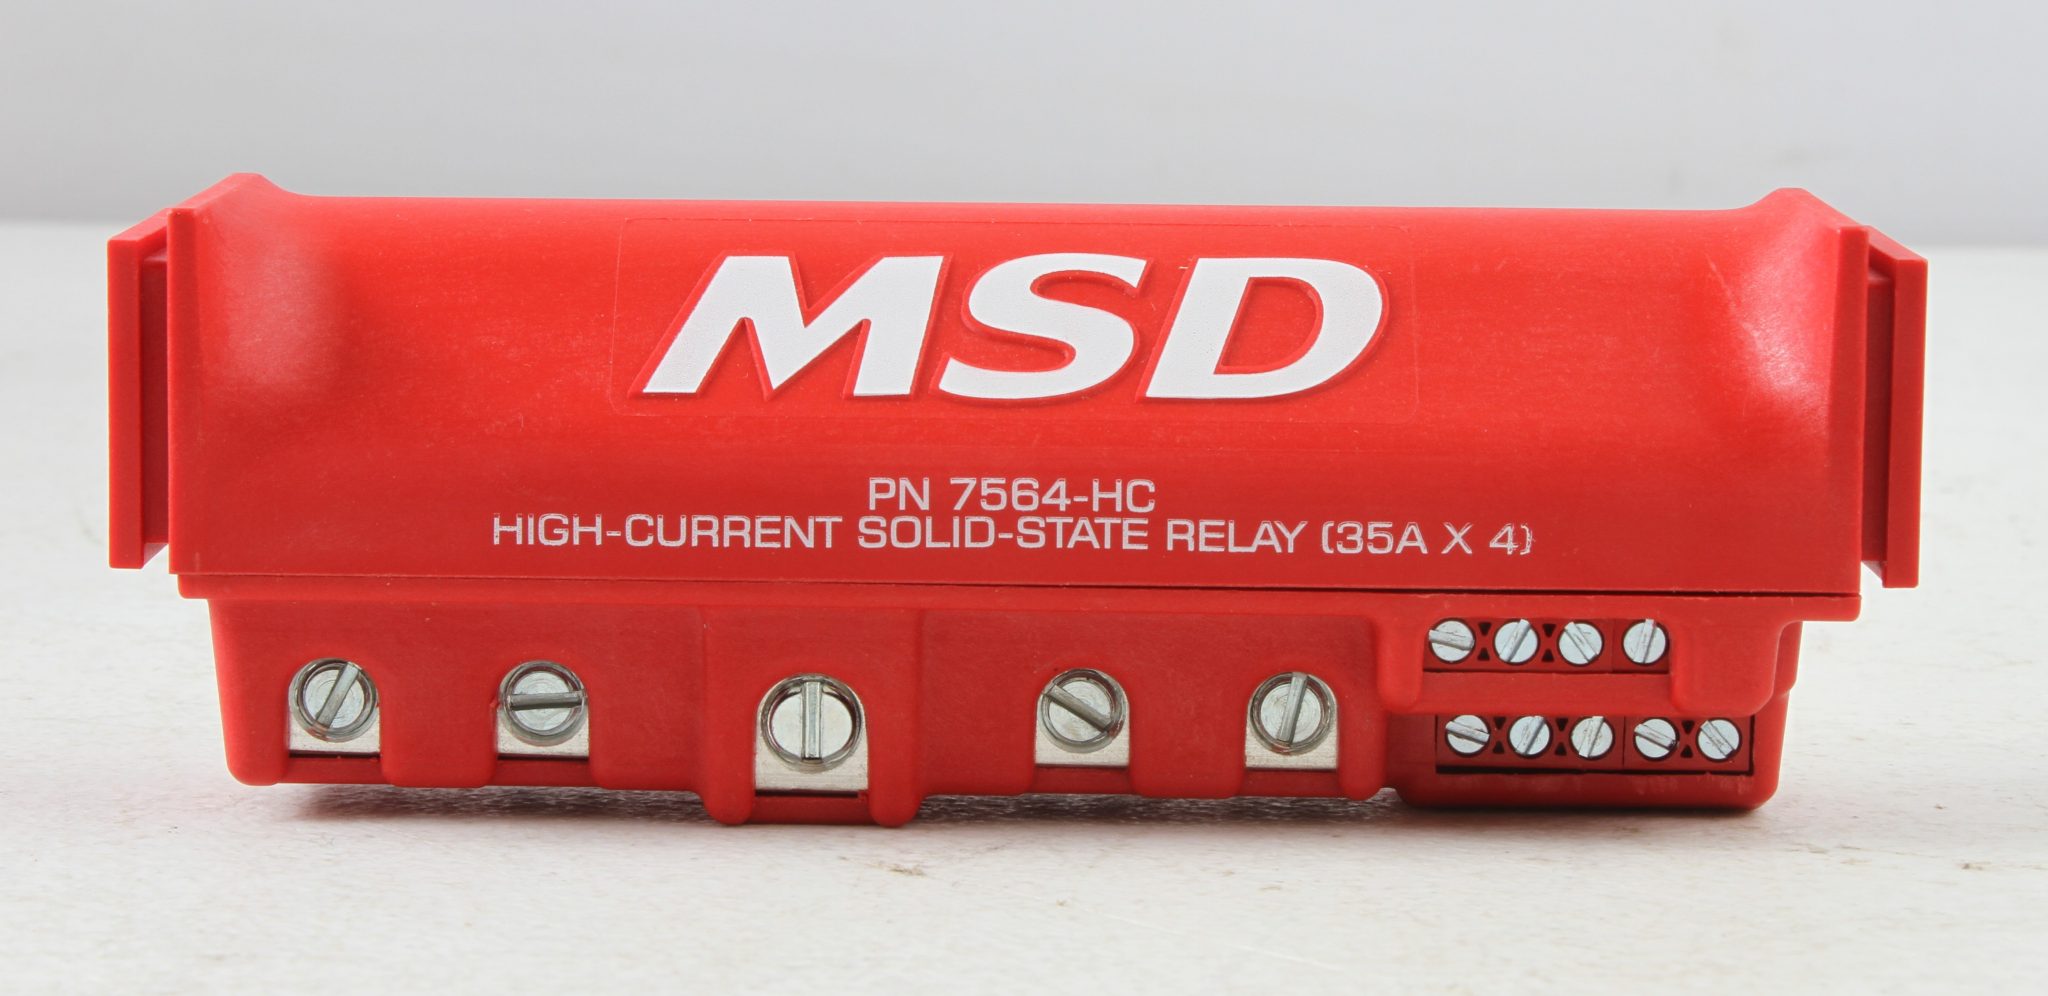 MSD
PN 7564-HC
HIGH-CURRENT SOLID-STATE RELAY (35A X 4)